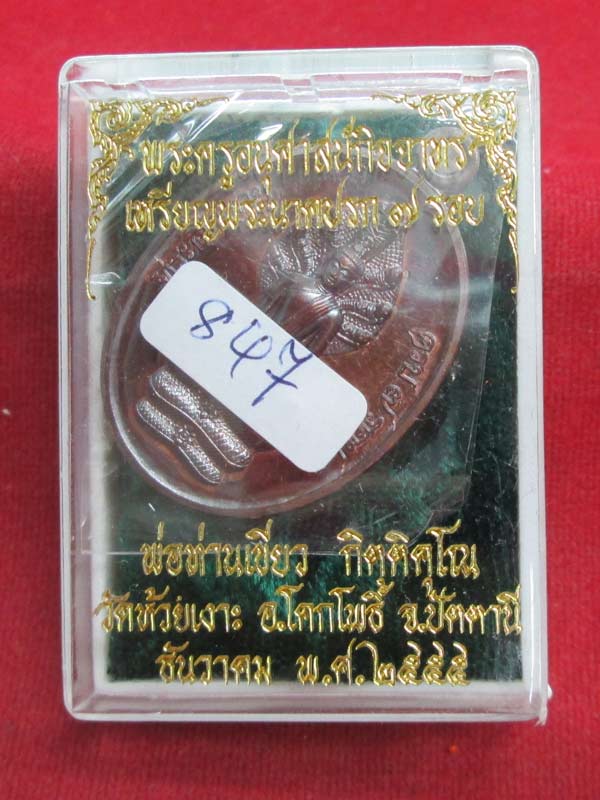 พระครูอนุศาสน์กิจจาทร
เหรียญพระนาคปรก ๗ รอบ
847
พ่อท่านเขียว กิตติคุโณ
วัดห้วยเงาะ อ.โคกโพธิ์ จ.ปัตตานี
ธันวาคม พ.ศ.๒๕๕๕